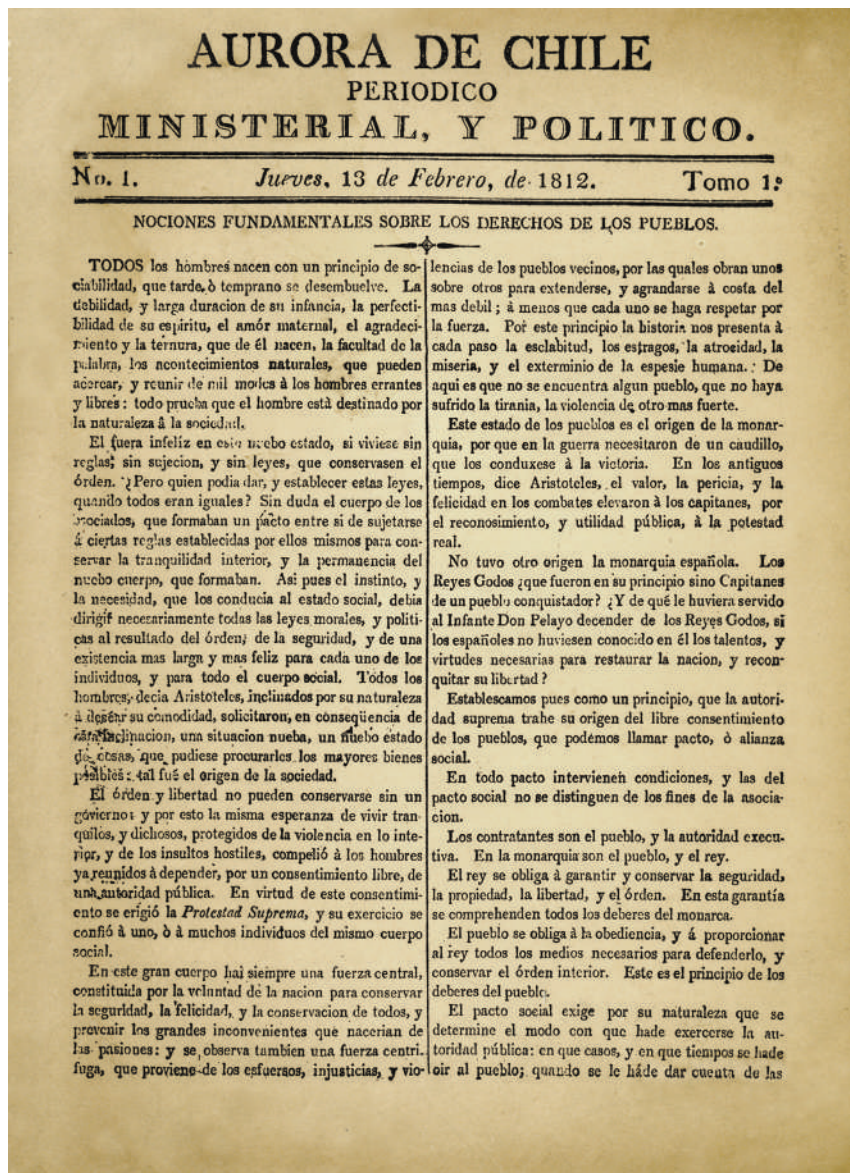 AURORA DE CHILE
PERIODICO
MINISTERIAL, Y POLITICO.
No. 1. Jueves, 13 de Febrero, de 1812. Tomo 1.º
NOCIONES FUNDAMENTALES SOBRE LOS DERECHOS DE LOS PUEBLOS.
TODOS los hombres nacen con un principio de so-
ciabilidad, que tarde ò temprano se desembuelve. La
debilidad, y larga duracion de su infancia, la perfecti-
bilidad de su espiritu, el amór maternal, el agradeci-
miento y la ternura, que de él nacen, la facultad de la
palabra, los acontecimientos naturales, que pueden
acercar, y reunir de mil modos à los hombres errantes
y libres: todo prueba que el hombre està destinado por
la naturaleza â la sociedad.
El fuera infeliz en este nuebo estado, si viviese sin
reglas, sin sujecion, y sin leyes, que conservasen el
órden. ¿Pero quien podia dar, y establecer estas leyes,
quando todos eran iguales? Sin duda el cuerpo de los
asociados, que formaban un pacto entre si de sujetarse
á ciertas reglas establecidas por ellos mismos para con-
servar la tranquilidad interior, y la permanencia del
nuebo cuerpo, que formaban. Asi pues el instinto, y
la necesidad, que los conducia al estado social, debia
dirigir necesariamente todas las leyes morales, y politi-
cas al resultado del órden, de la seguridad, y de una
existencia mas larga y mas feliz para cada uno de los
individuos, y para todo el cuerpo social. Todos los
hombres, decia Aristoteles, inclinados por su naturaleza
à desear su comodidad, solicitaron, en conseqüencia de
esta inclinacion, una situacion nueba, un nuebo estado
de cosas, que pudiese procurarles los mayores bienes
posibles: tal fué el origen de la sociedad.
El órden y libertad no pueden conservarse sin un
govierno; y por esto la misma esperanza de vivir tran-
quilos, y dichosos, protegidos de la violencia en lo inte-
rior, y de los insultos hostiles, compelió à los hombres
ya reunidos à depender, por un consentimiento libre, de
una autoridad pública. En virtud de este consentimi-
ento se erigió la Protestad Suprema, y su exercicio se
confió à uno, ò à muchos individuos del mismo cuerpo
social.
En este gran cuerpo hai siempre una fuerza central,
constituida por la voluntad de la nacion para conservar
la seguridad, la felicidad, y la conservacion de todos, y
prevenir los grandes inconvenientes que nacerian de
las pasiones: y se observa tambien una fuerza centri-
fuga, que proviene de los esfuersos, injusticias, y vio-
lencias de los pueblos vecinos, por las quales obran unos
sobre otros para extenderse, y agrandarse à costa del
mas debil; á menos que cada uno se haga respetar por
la fuerza. Por este principio la historia nos presenta à
cada paso la esclabitud, los estragos, la atrocidad, la
miseria, y el exterminio de la espesie humana. De
aqui es que no se encuentra algun pueblo, que no haya
sufrido la tirania, la violencia de otro mas fuerte.
Este estado de los pueblos es el origen de la monar-
quia, por que en la guerra necesitaron de un caudillo,
que los conduxese à la victoria. En los antiguos
tiempos, dice Aristoteles, el valor, la pericia, y la
felicidad en los combates elevaron à los capitanes, por
el reconosimiento, y utilidad pública, à la potestad
real.
No tuvo otro origen la monarquia española. Los
Reyes Godos ¿que fueron en su principio sino Capitanes
de un pueblo conquistador? ¿Y de qué le huviera servido
al Infante Don Pelayo decender de los Reyes Godos, si
los españoles no huviesen conocido en él los talentos, y
virtudes necesarias para restaurar la nacion, y recon-
quitar su libertad?
Establescamos pues como un principio, que la autori-
dad suprema trahe su origen del libre consentimiento
de los pueblos, que podemos llamar pacto, ò alianza
social.
En todo pacto intervienen condiciones, y las del
pacto social no se distinguen de los fines de la asocia-
cion.
Los contratantes son el pueblo, y la autoridad execu-
tiva. En la monarquia son el pueblo, y el rey.
El rey se obliga à garantir y conservar la seguridad,
la propiedad, la libertad, y el órden. En esta garantía
se comprehenden todos los deberes del monarca.
El pueblo se obliga à la obediencia, y á proporcionar
al rey todos los medios necesarios para defenderlo, y
conservar el órden interior. Este es el principio de los
deberes del pueblo.
El pacto social exige por su naturaleza que se
determine el modo con que hade exercerse la au-
toridad pública: en que casos, y en que tiempos se hade
oir al pueblo; quando se le háde dar cuenta de las